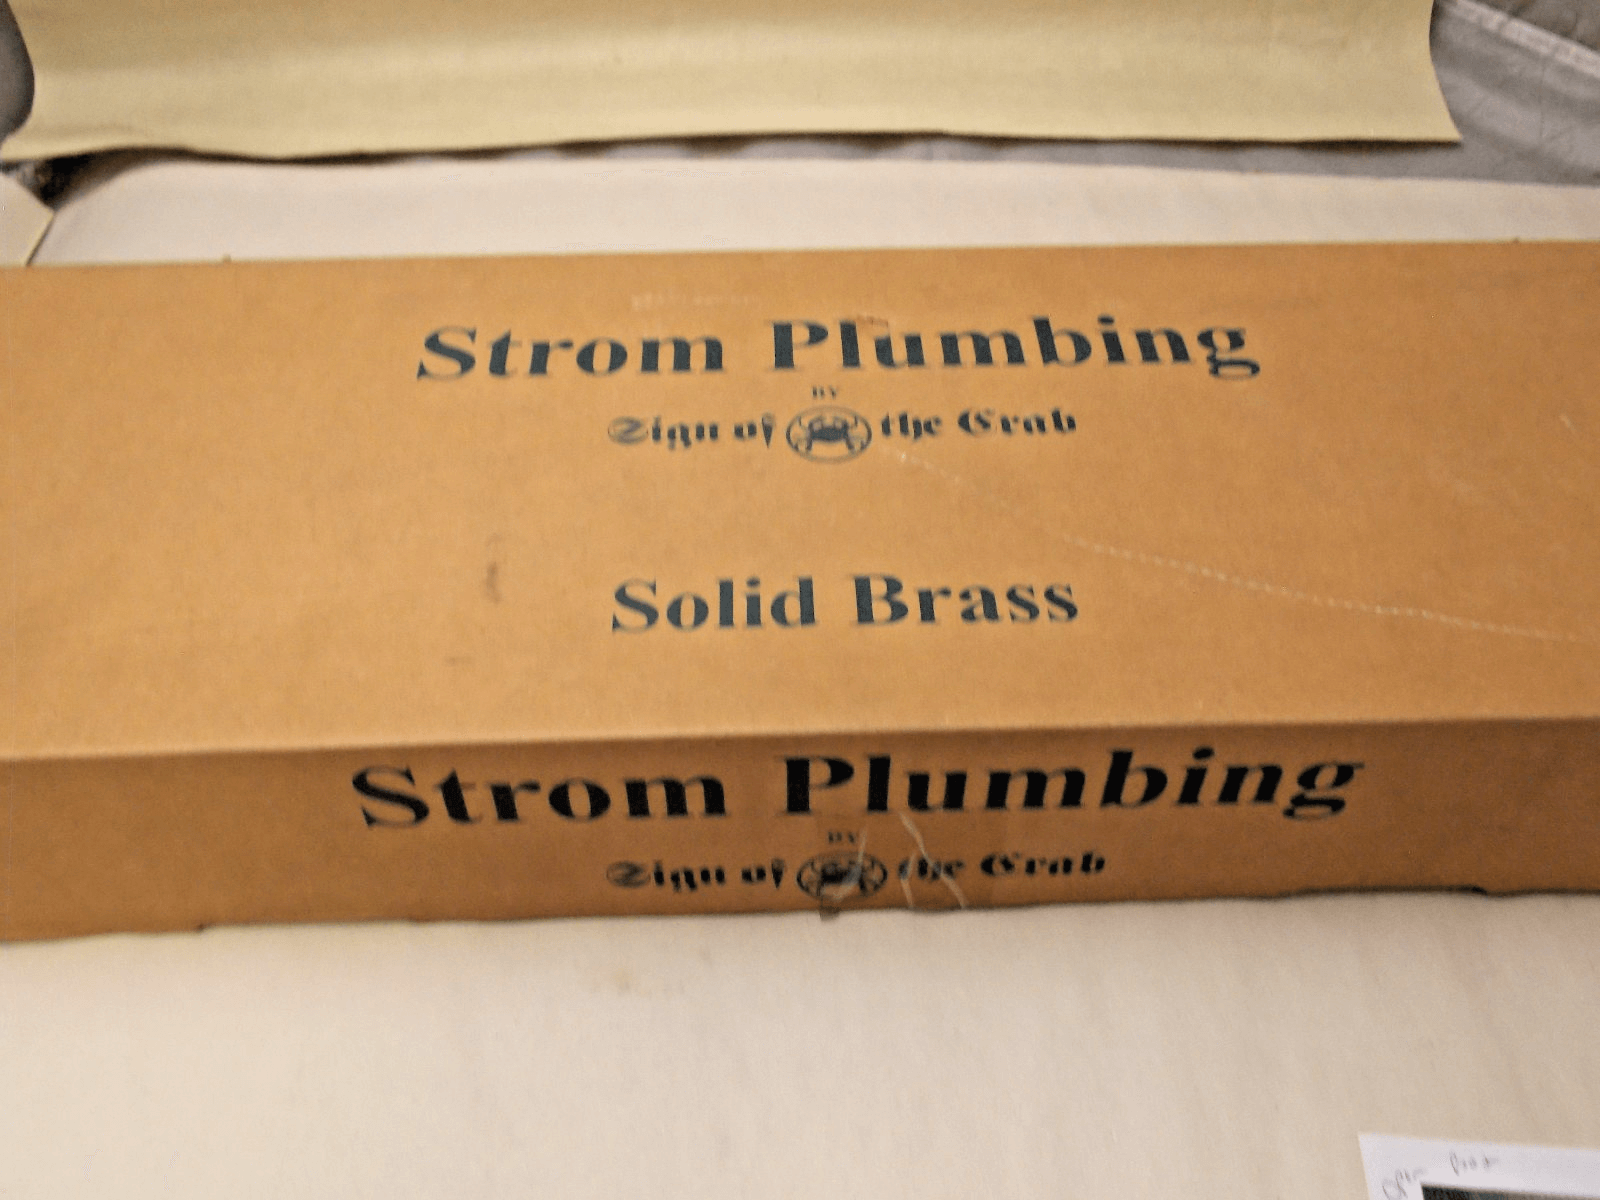 Strom Plumbing
BY
Sign of the Crab
Solid Brass
Strom Plumbing
BY
Sign of the Crab